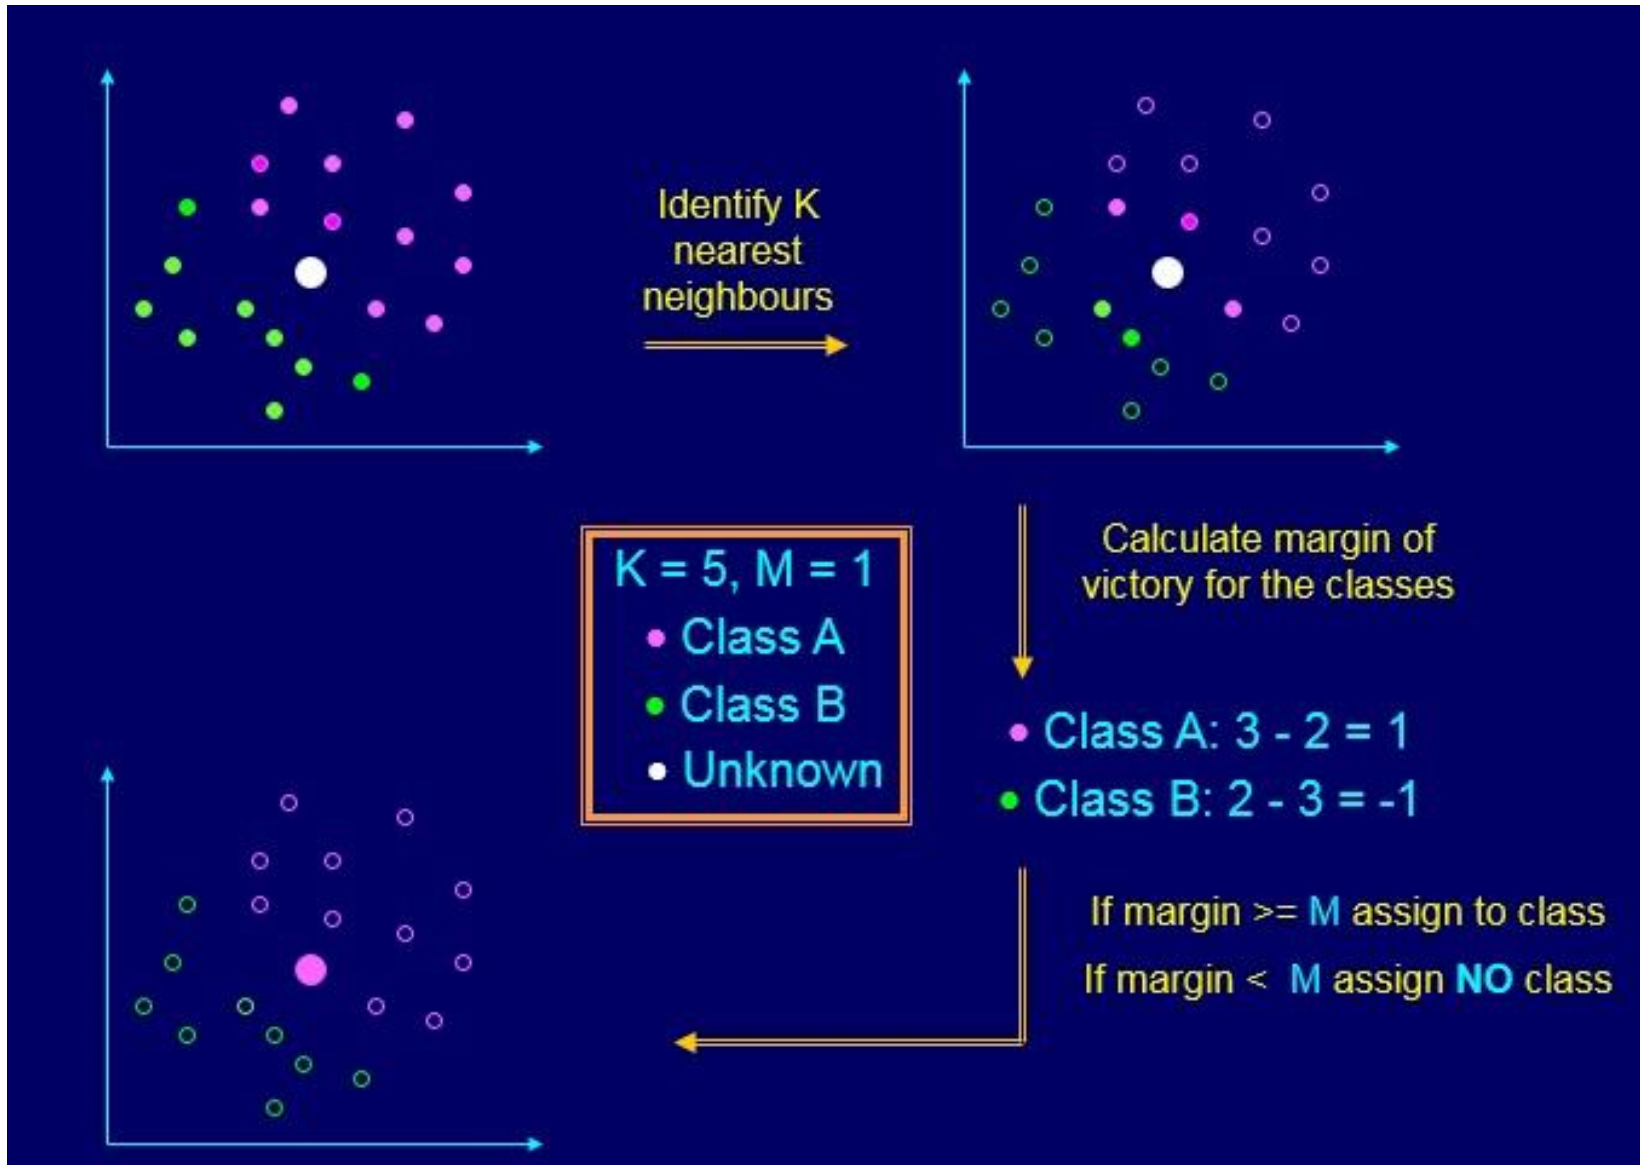 Identify K
nearest
neighbours
K = 5, M = 1
Class A
Class B
Unknown
Calculate margin of
victory for the classes
Class A: 3 - 2 = 1
Class B: 2 - 3 = -1
If margin >= M assign to class
If margin < M assign NO class